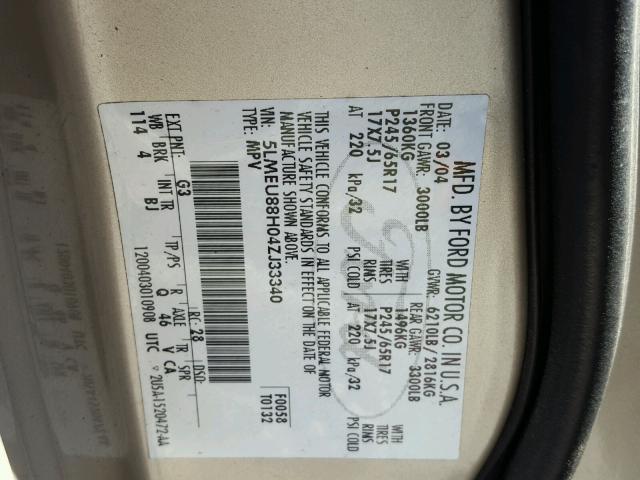 MFD. BY FORD MOTOR CO. IN U.S.A.
DATE: 03/04 GVWR: 6210LB/2816KG
FRONT GAWR: 3000LB REAR GAWR: 3300LB
1360KG WITH 1496KG WITH
P245/65R17 TIRES P245/65R17 TIRES
17X7.5J RIMS 17X7.5J RIMS
AT 220 kPa/32 PSI COLD AT 220 kPa/32 PSI COLD
THIS VEHICLE CONFORMS TO ALL APPLICABLE FEDERAL MOTOR
VEHICLE SAFETY STANDARDS IN EFFECT ON THE DATE OF
MANUFACTURE SHOWN ABOVE.
VIN: 5LMEU88H04ZJ33340 F0058
TYPE: MPV T0132
EXT PNT: G3 RC: 28 DSO:
WB BRK INT TR TP/PS R AXLE TR SPR
114 4 BJ Q 46 V CA
1200403010908 UTC